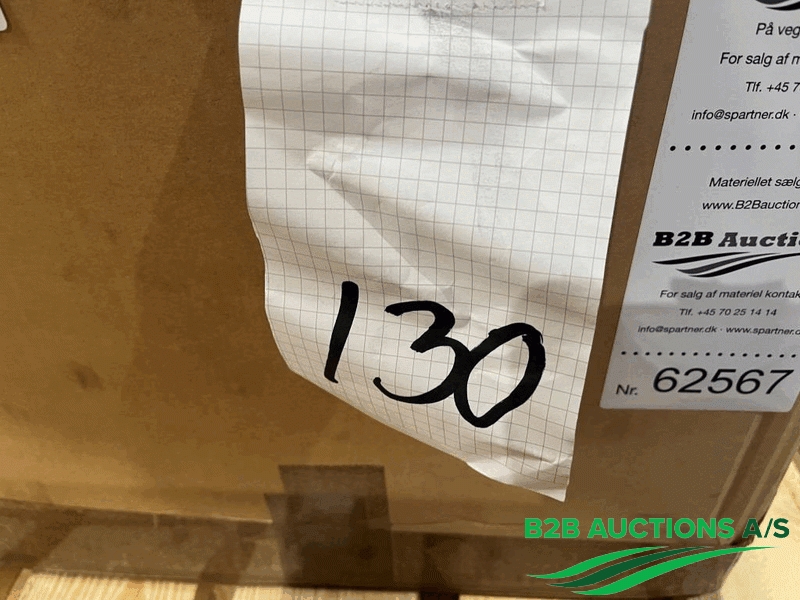 130
På veg
For salg af m
Tlf. +45 7
info@spartner.dk ·
Materiellet sælg
www.B2Bauction
B2B Auctio
For salg af materiel kontak
Tlf. +45 70 25 14 14
info@spartner.dk · www.spartner.d
Nr. 62567
B2B AUCTIONS A/S